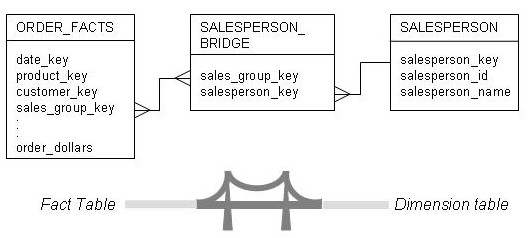 ORDER_FACTS
date_key
product_key
customer_key
sales_group_key
:
:
order_dollars
SALESPERSON_
BRIDGE
sales_group_key
salesperson_key
SALESPERSON
salesperson_key
salesperson_id
salesperson_name
Fact Table
Dimension table